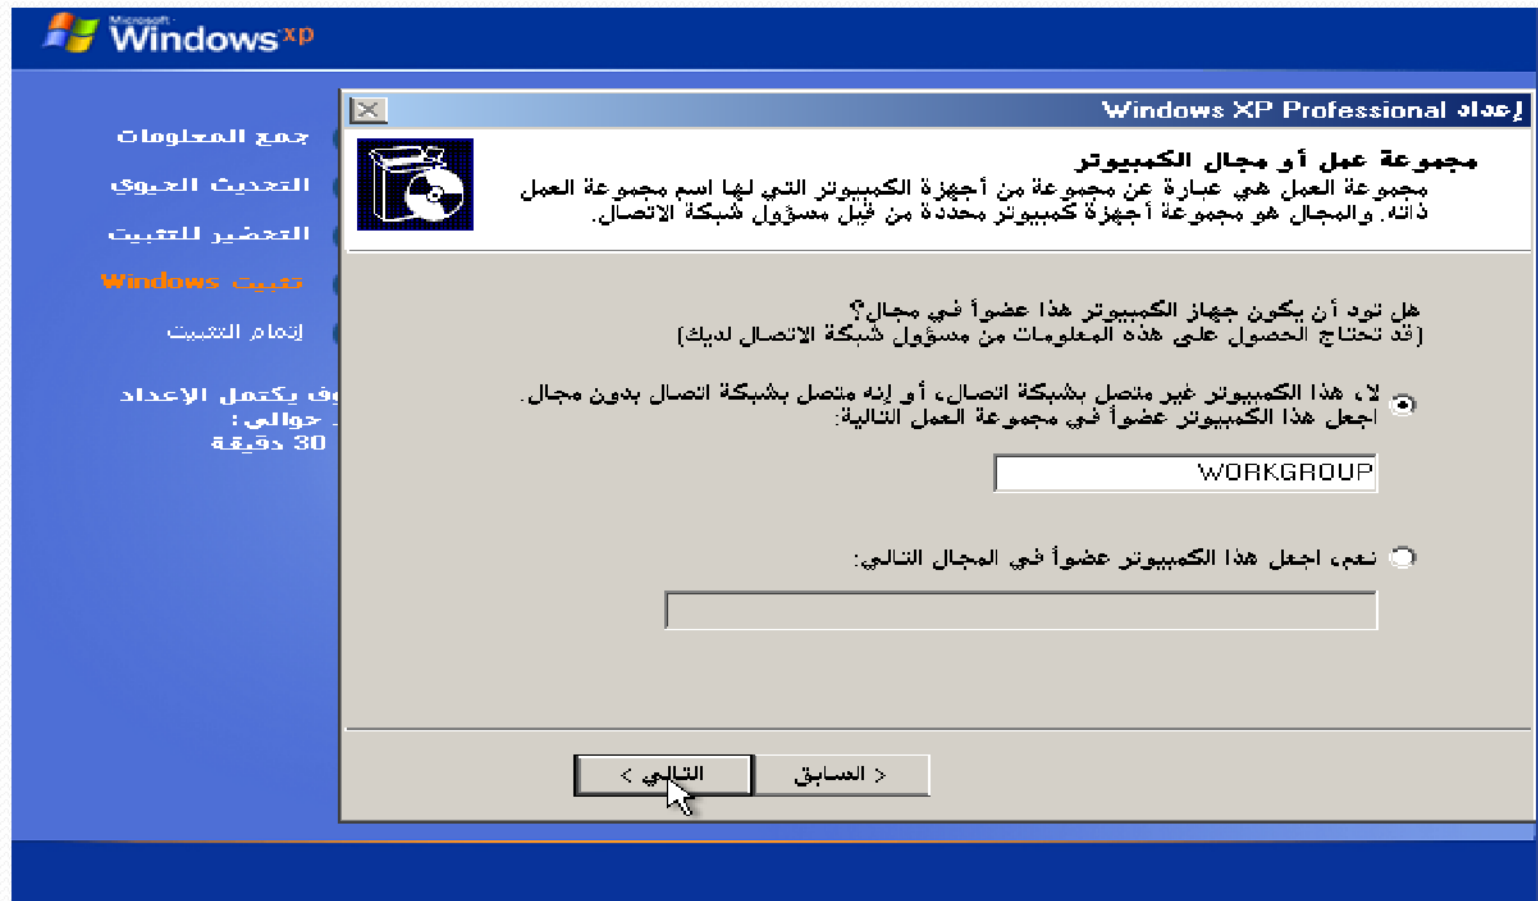 Microsoft
Windows xp
جمع المعلومات
التحديث الحيوي
التحضير للتثبيت
تثبيت Windows
إتمام التثبيت
يكتمل الإعداد
حوالي:
30 دقيقة
إعداد Windows XP Professional
مجموعة عمل أو مجال الكمبيوتر
مجموعة العمل هي عبارة عن مجموعة من أجهزة الكمبيوتر التي لها اسم مجموعة العمل
ذاته. والمجال هو مجموعة أجهزة كمبيوتر محددة من قبل مسؤول شبكة الاتصال.
هل تود أن يكون جهاز الكمبيوتر هذا عضواً في مجال؟
(قد تحتاج الحصول على هذه المعلومات من مسؤول شبكة الاتصال لديك)
لا، هذا الكمبيوتر غير متصل بشبكة اتصال، أو إنه متصل بشبكة اتصال بدون مجال.
اجعل هذا الكمبيوتر عضواً في مجموعة العمل التالية:
WORKGROUP
نعم، اجعل هذا الكمبيوتر عضواً في المجال التالي:
< السابق
التالي >